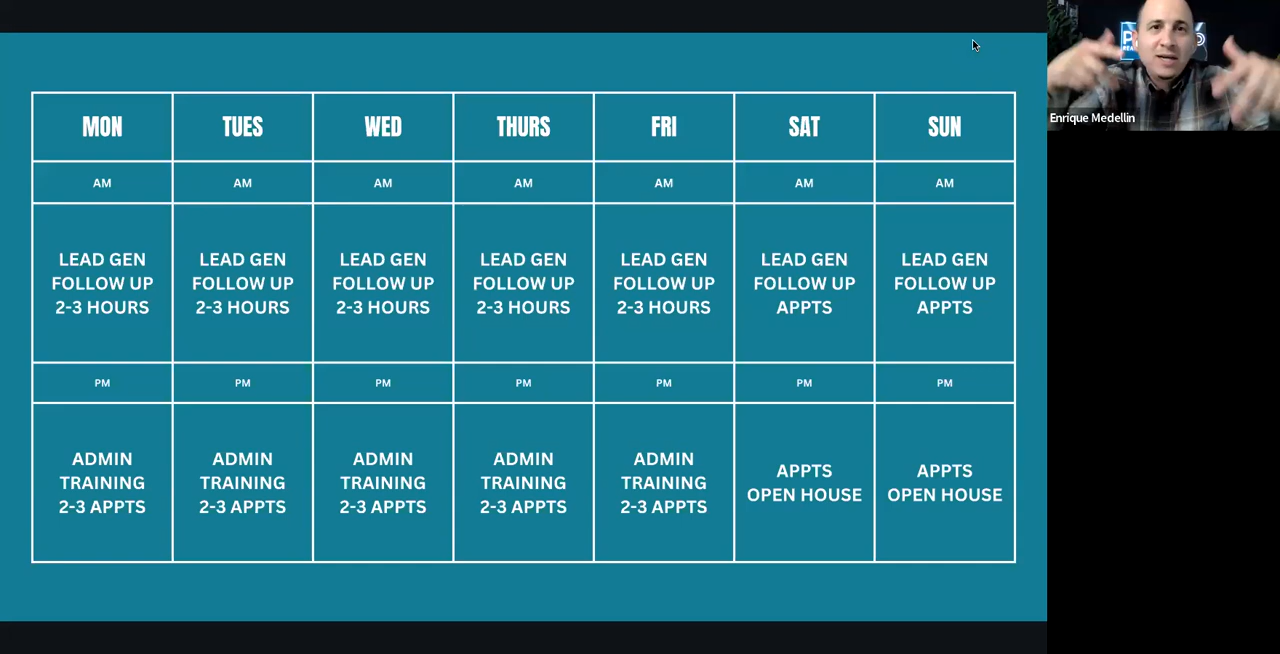 MON TUES WED THURS FRI SAT SUN
AM AM AM AM AM AM AM
LEAD GEN LEAD GEN LEAD GEN LEAD GEN LEAD GEN LEAD GEN LEAD GEN
FOLLOW UP FOLLOW UP FOLLOW UP FOLLOW UP FOLLOW UP FOLLOW UP FOLLOW UP
2-3 HOURS 2-3 HOURS 2-3 HOURS 2-3 HOURS 2-3 HOURS APPTS APPTS
PM PM PM PM PM PM PM
ADMIN ADMIN ADMIN ADMIN ADMIN
TRAINING TRAINING TRAINING TRAINING TRAINING APPTS APPTS
2-3 APPTS 2-3 APPTS 2-3 APPTS 2-3 APPTS 2-3 APPTS OPEN HOUSE OPEN HOUSE
Enrique Medellin